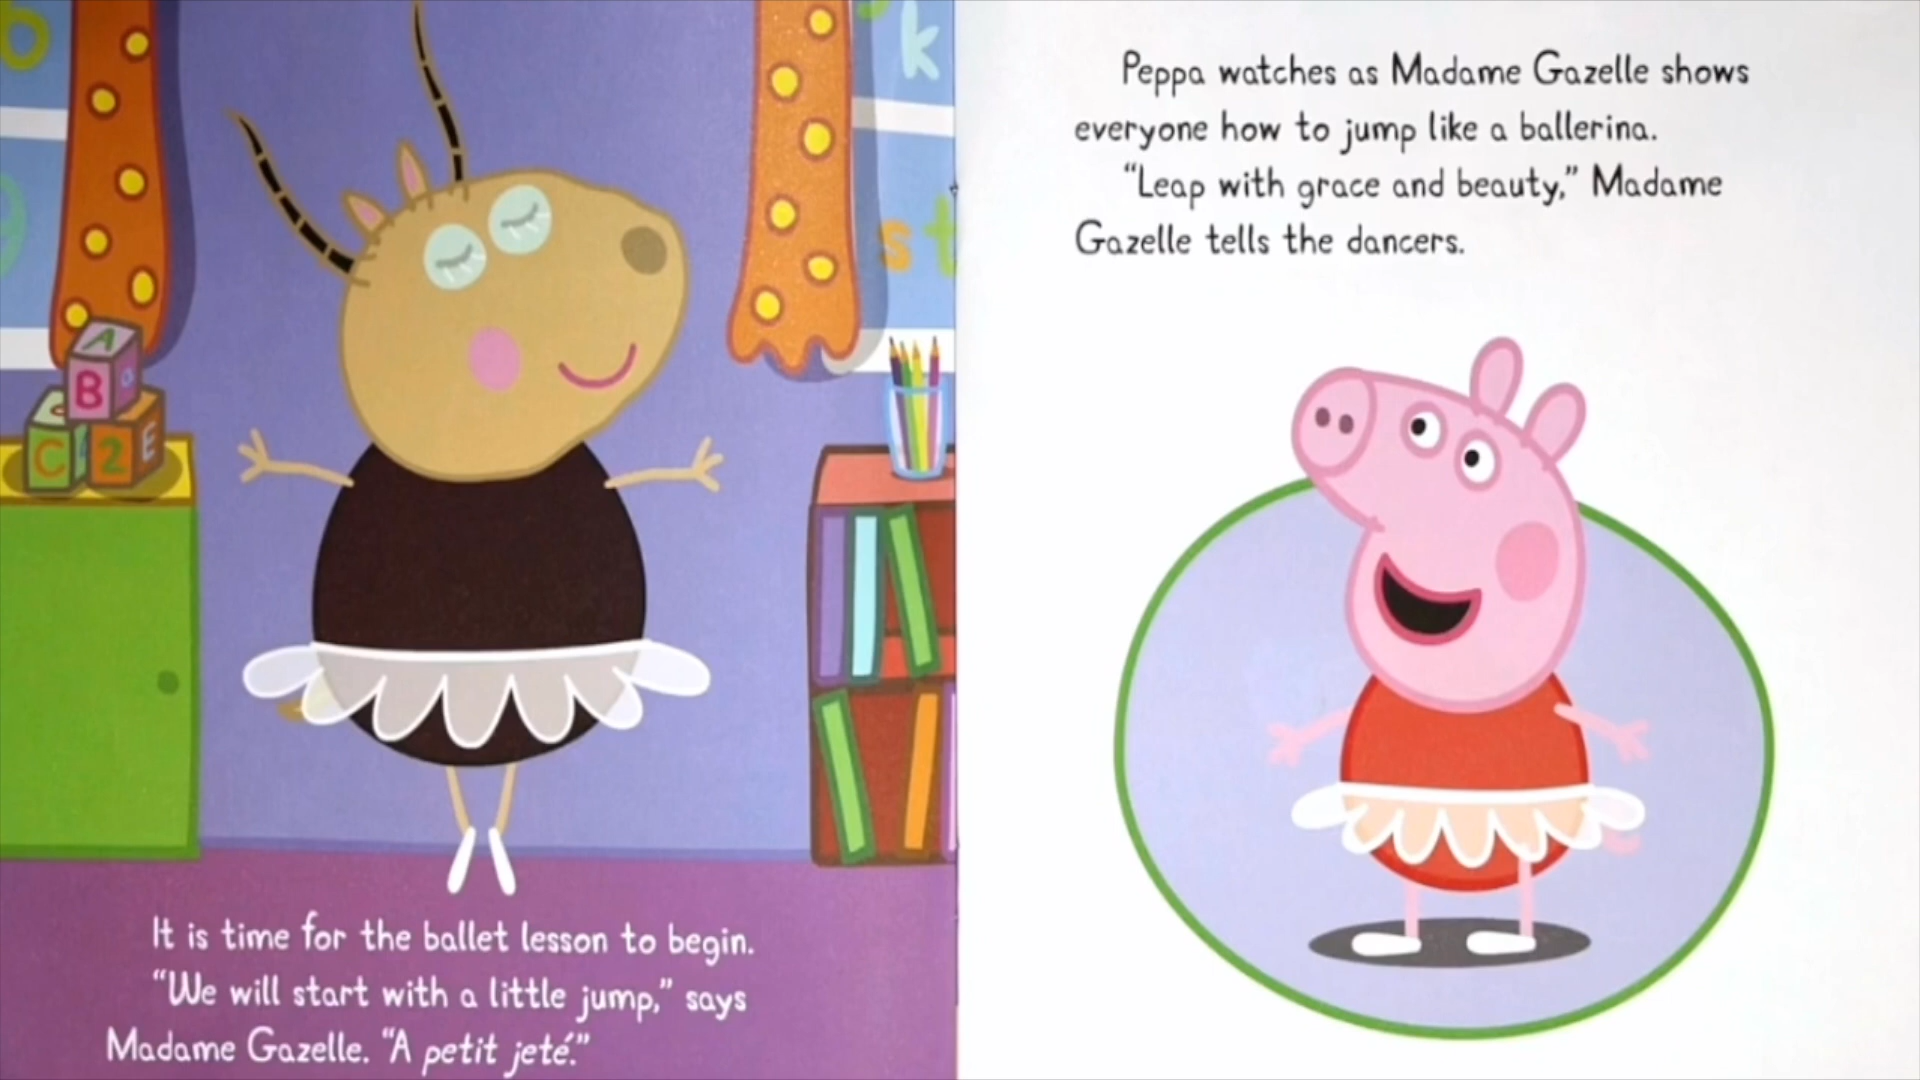 b
k
g
st
A
B
a
C
2
E
It is time for the ballet lesson to begin.
“We will start with a little jump,” says
Madame Gazelle. “A petit jeté.”
Peppa watches as Madame Gazelle shows
everyone how to jump like a ballerina.
“Leap with grace and beauty,” Madame
Gazelle tells the dancers.